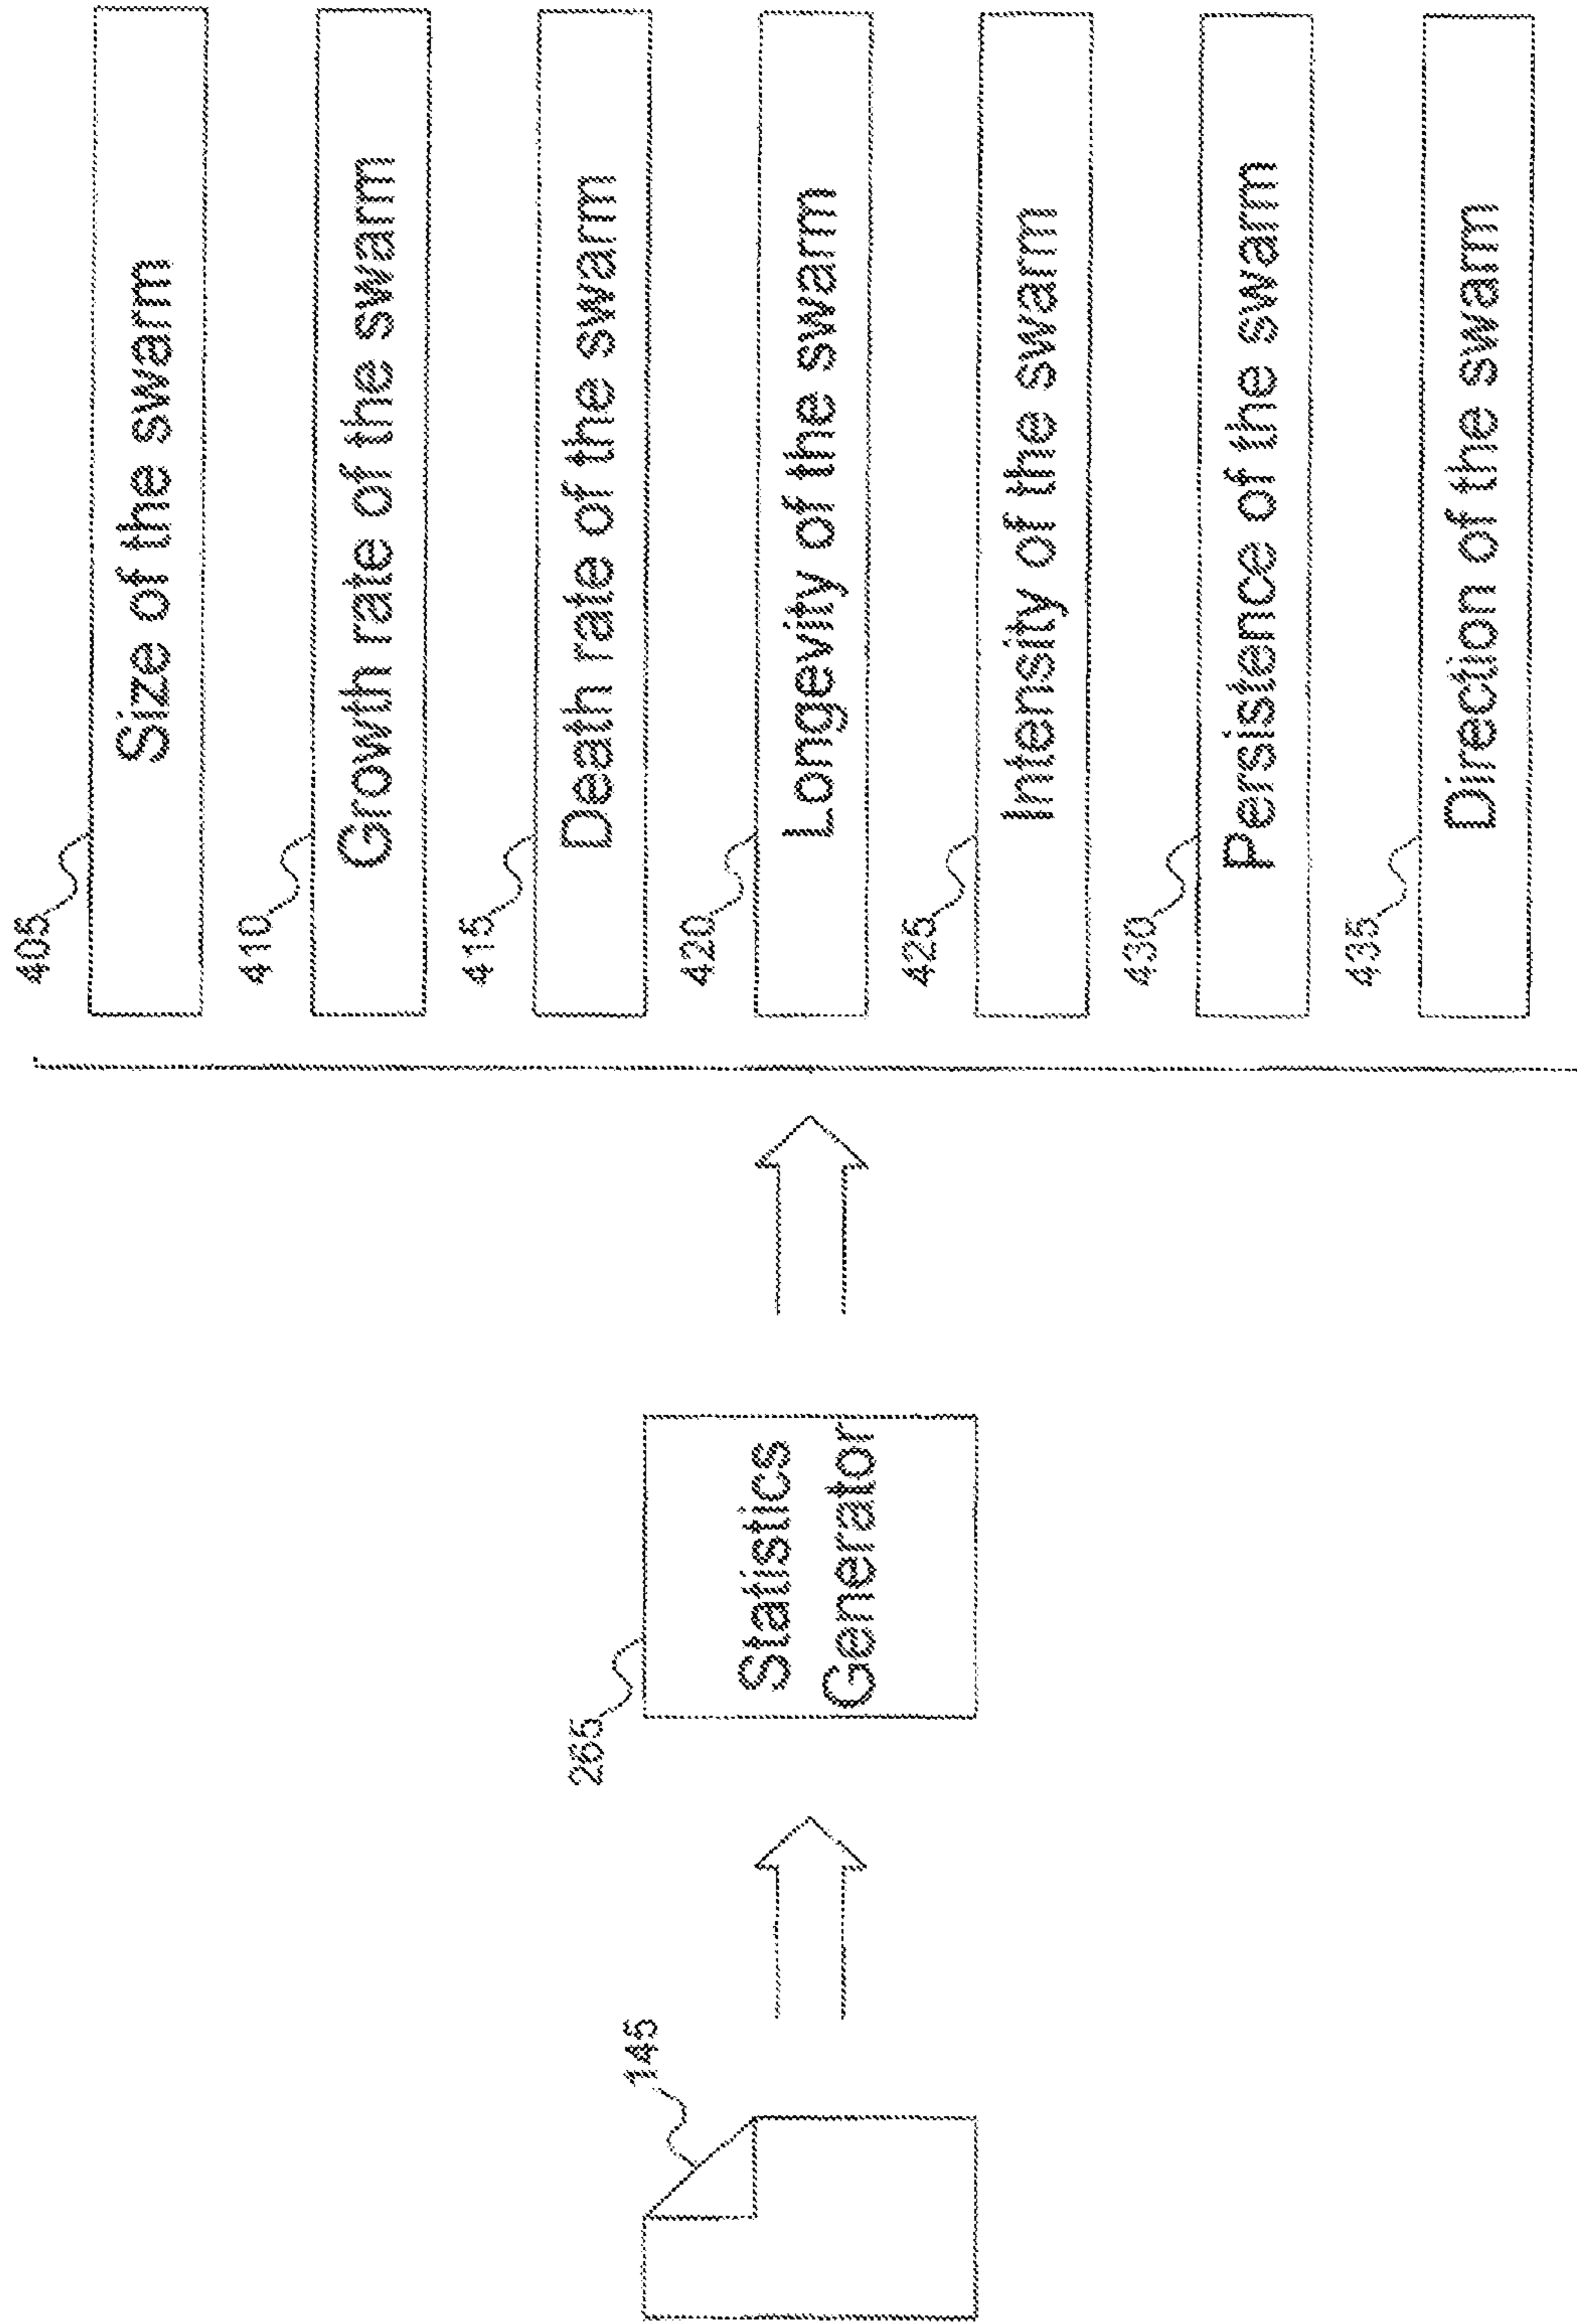 145
265
Statistics
Generator
405
Size of the swarm
410
Growth rate of the swarm
415
Death rate of the swarm
420
Longevity of the swarm
425
Intensity of the swarm
430
Persistence of the swarm
435
Direction of the swarm